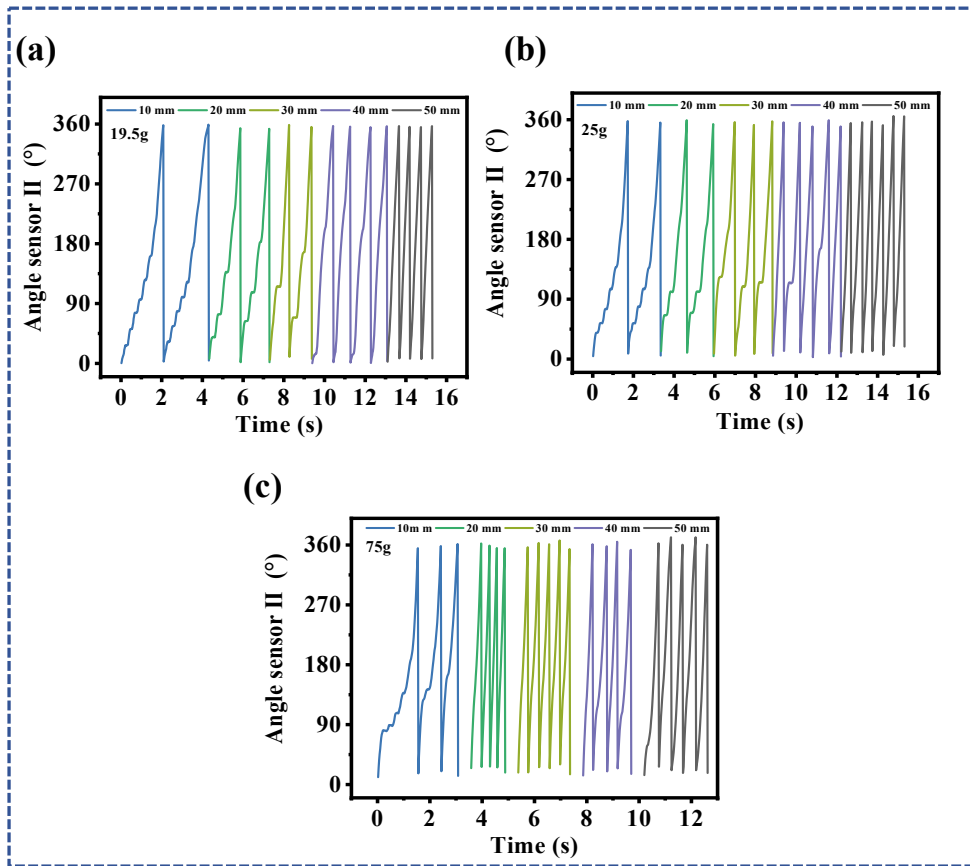 (a)
10 mm 20 mm 30 mm 40 mm 50 mm
19.5g
360
270
180
90
0
Angle sensor II (°)
0 2 4 6 8 10 12 14 16
Time (s)
(b)
10 mm 20 mm 30 mm 40 mm 50 mm
25g
360
270
180
90
0
Angle sensor II (°)
0 2 4 6 8 10 12 14 16
Time (s)
(c)
10m m 20 mm 30 mm 40 mm 50 mm
75g
360
270
180
90
0
Angle sensor II (°)
0 2 4 6 8 10 12
Time (s)